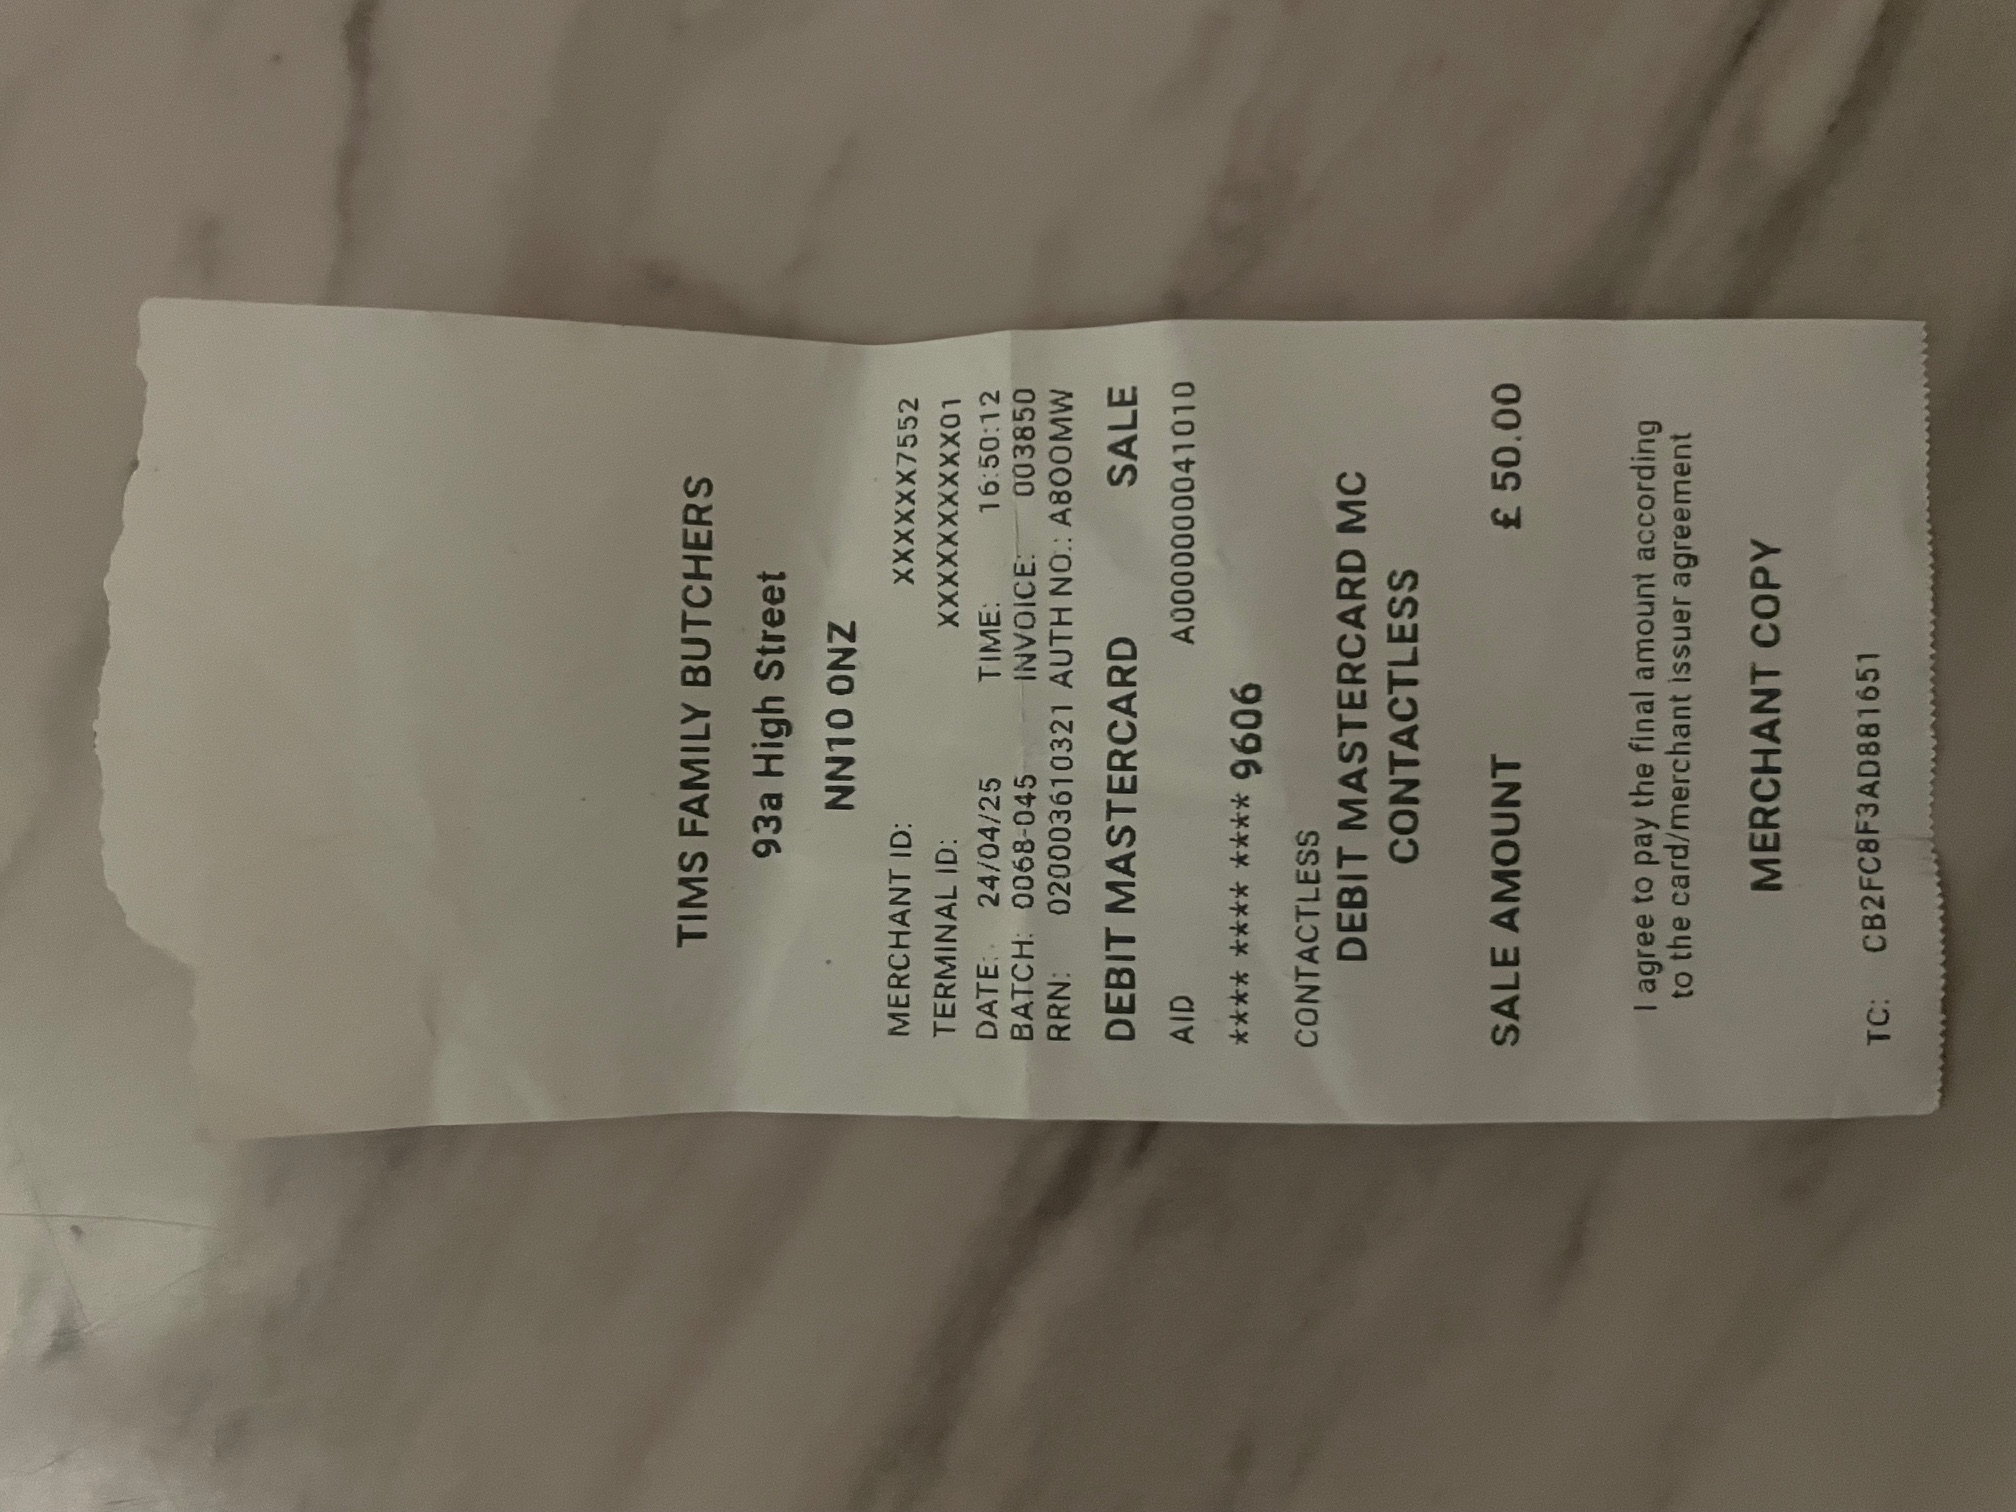 TIMS FAMILY BUTCHERS
93a High Street
NN10 0NZ
MERCHANT ID: XXXXXX7552
TERMINAL ID: XXXXXXXXXX01
DATE: 24/04/25 TIME: 16:50:12
BATCH: 0068-045 INVOICE: 003850
RRN: 020003610321 AUTH NO.: A8OOMW
DEBIT MASTERCARD SALE
AID A0000000041010
**** **** **** 9606
CONTACTLESS
DEBIT MASTERCARD MC
CONTACTLESS
SALE AMOUNT £ 50.00
I agree to pay the final amount according
to the card/merchant issuer agreement
MERCHANT COPY
TC: CB2FC8F3AD881651